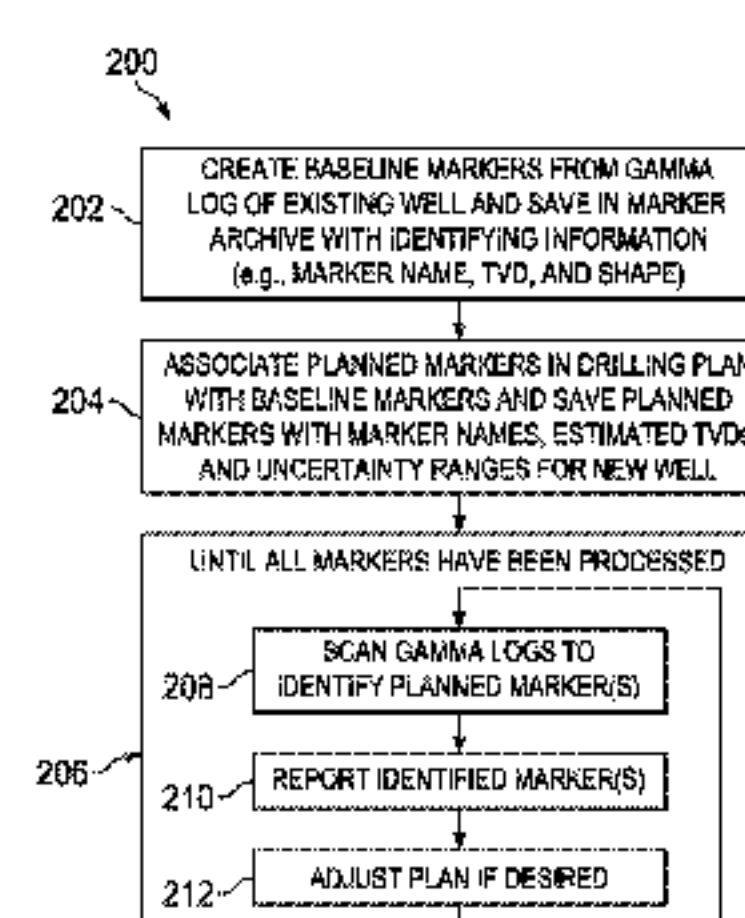 200
202
CREATE BASELINE MARKERS FROM GAMMA
LOG OF EXISTING WELL AND SAVE IN MARKER
ARCHIVE WITH IDENTIFYING INFORMATION
(e.g., MARKER NAME, TVD, AND SHAPE)
204
ASSOCIATE PLANNED MARKERS IN DRILLING PLAN
WITH BASELINE MARKERS AND SAVE PLANNED
MARKERS WITH MARKER NAMES, ESTIMATED TVDs
AND UNCERTAINTY RANGES FOR NEW WELL
206
UNTIL ALL MARKERS HAVE BEEN PROCESSED
208
SCAN GAMMA LOGS TO
IDENTIFY PLANNED MARKER(S)
210
REPORT IDENTIFIED MARKER(S)
212
ADJUST PLAN IF DESIRED